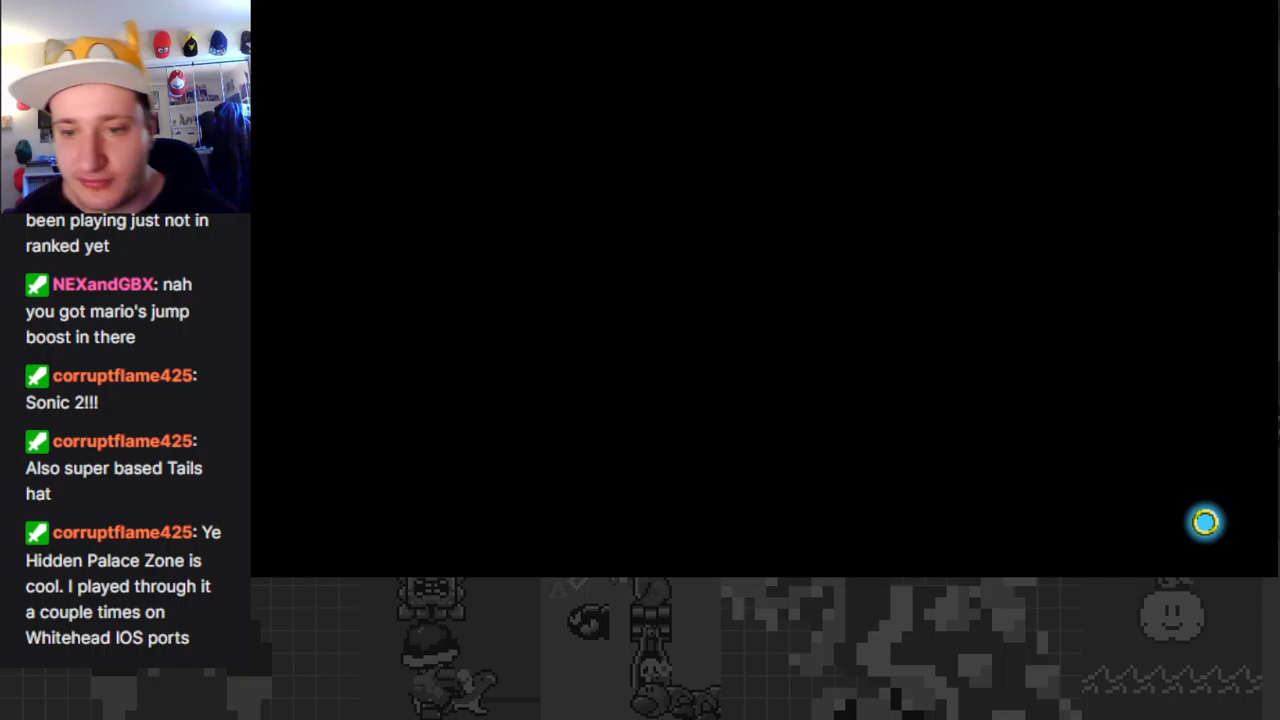 been playing just not in
ranked yet
NEXandGBX: nah
you got mario's jump
boost in there
corruptflame425:
Sonic 2!!!
corruptflame425:
Also super based Tails
hat
corruptflame425: Ye
Hidden Palace Zone is
cool. I played through it
a couple times on
Whitehead IOS ports